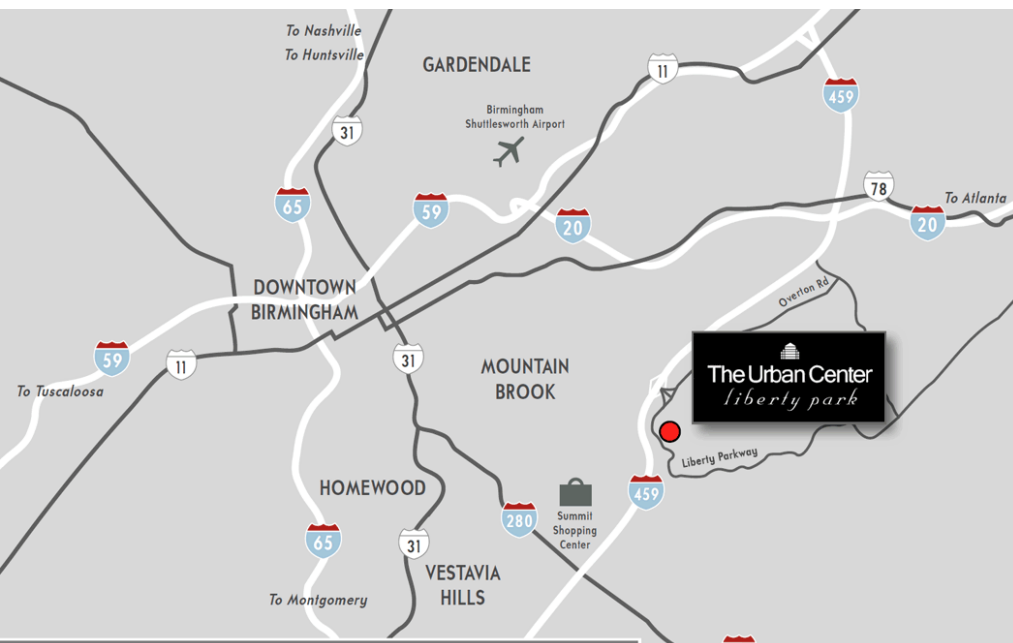 To Nashville
To Huntsville
GARDENDALE
11
459
Birmingham
Shuttlesworth Airport
31
65
59
20
78
To Atlanta
20
DOWNTOWN
BIRMINGHAM
Overton Rd
59
11
31
To Tuscaloosa
MOUNTAIN
BROOK
The Urban Center
liberty park
Liberty Parkway
HOMEWOOD
459
280
Summit
Shopping
Center
65
31
VESTAVIA
HILLS
To Montgomery